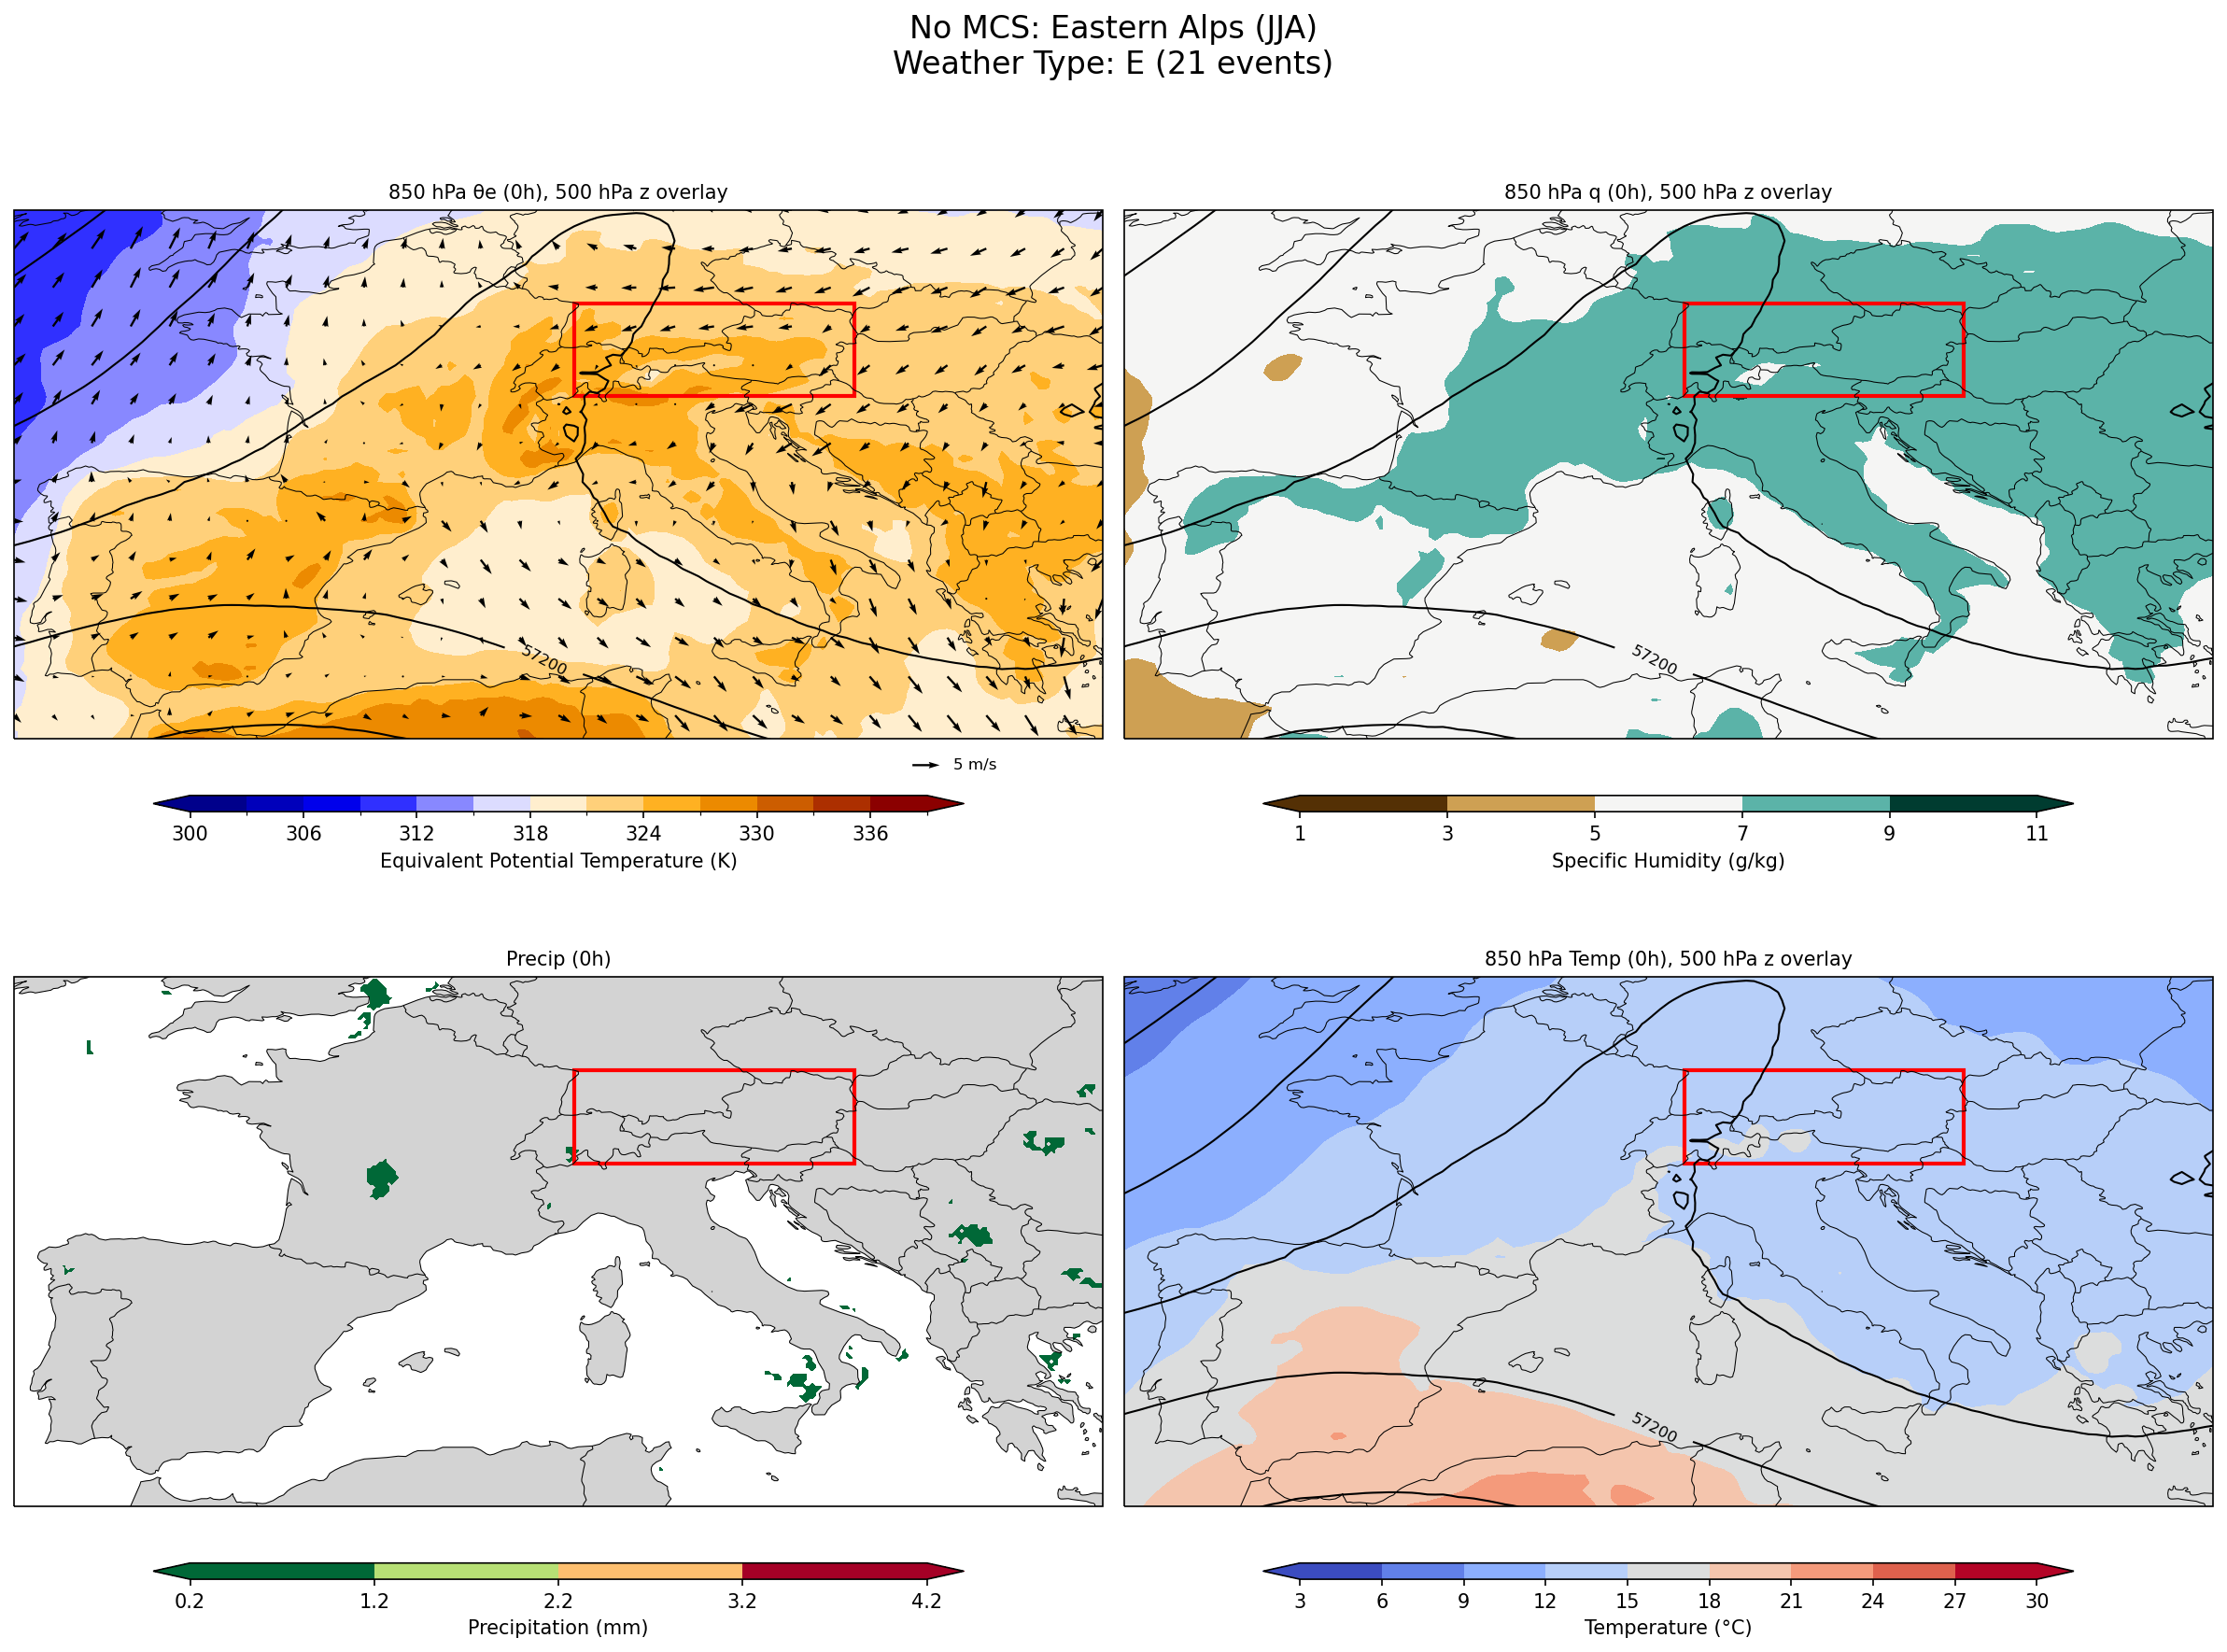 No MCS: Eastern Alps (JJA)
Weather Type: E (21 events)
850 hPa θe (0h), 500 hPa z overlay
850 hPa q (0h), 500 hPa z overlay
57200
57200
5 m/s
300 306 312 318 324 330 336
Equivalent Potential Temperature (K)
1 3 5 7 9 11
Specific Humidity (g/kg)
Precip (0h)
850 hPa Temp (0h), 500 hPa z overlay
57200
0.2 1.2 2.2 3.2 4.2
Precipitation (mm)
3 6 9 12 15 18 21 24 27 30
Temperature (°C)